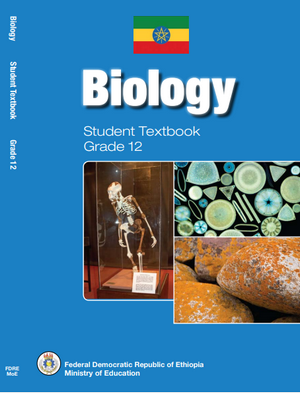 Biology
Student Textbook
Grade 12
FDRE
MoE
Biology
Student Textbook
Grade 12
Federal Democratic Republic of Ethiopia
Ministry of Education